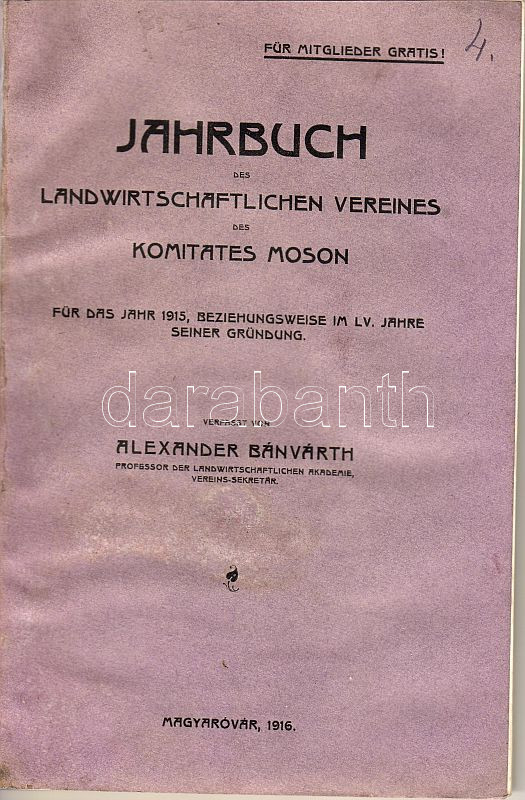 FÜR MITGLIEDER GRATIS!
4.
JAHRBUCH
DES
LANDWIRTSCHAFTLICHEN VEREINES
DES
KOMITATES MOSON
FÜR DAS JAHR 1915, BEZIEHUNGSWEISE IM LV. JAHRE
SEINER GRÜNDUNG.
darabanth
VERFASST VON
ALEXANDER BÁNVÁRTH
PROFESSOR DER LANDWIRTSCHAFTLICHEN AKADEMIE,
VEREINS-SEKRETÄR.
MAGYARÓVÁR, 1916.